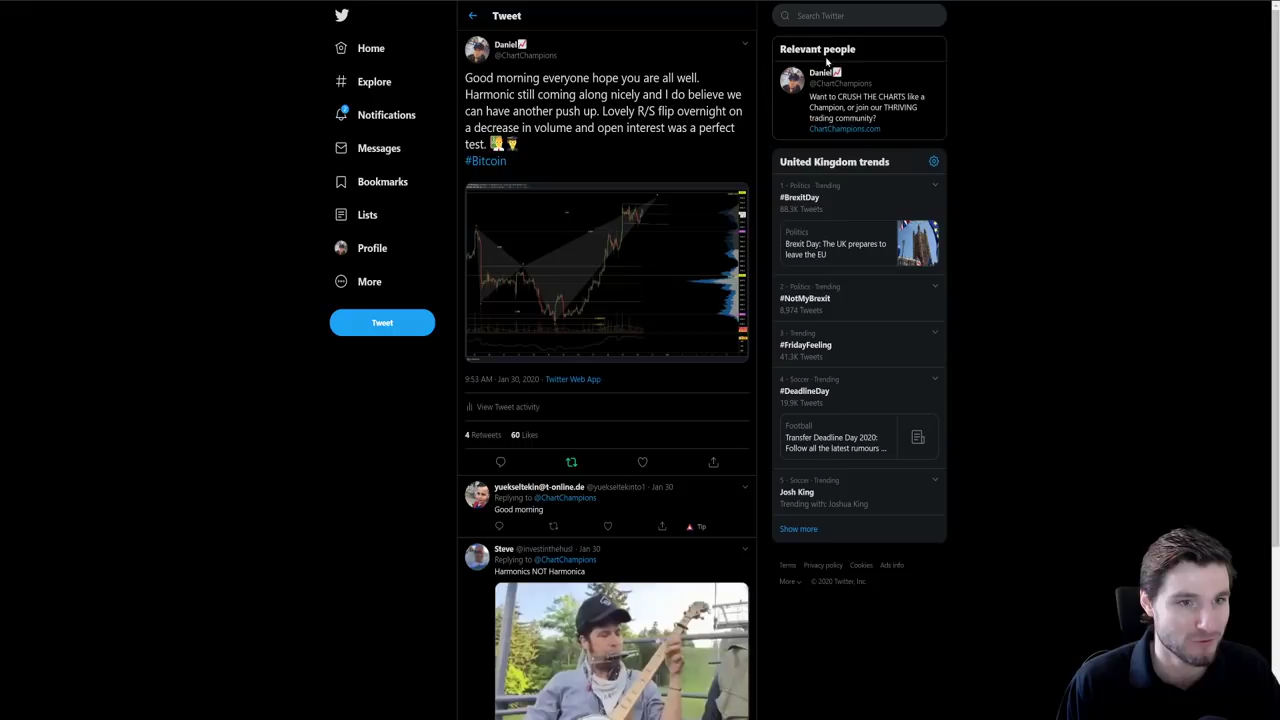 Tweet
Search Twitter
Home
Explore
Notifications
Messages
Bookmarks
Lists
Profile
More
Tweet
Daniel
@ChartChampions
Good morning everyone hope you are all well.
Harmonic still coming along nicely and I do believe we
can have another push up. Lovely R/S flip overnight on
a decrease in volume and open interest was a perfect
test.
#Bitcoin
9:53 AM · Jan 30, 2020 · Twitter Web App
View Tweet activity
4 Retweets 60 Likes
yuekseltekin@t-online.de @yuekseltekinto1 · Jan 30
Replying to @ChartChampions
Good morning
Tip
Steve @investinthehusl · Jan 30
Replying to @ChartChampions
Harmonics NOT Harmonica
Relevant people
Daniel
@ChartChampions
Want to CRUSH THE CHARTS like a
Champion, or join our THRIVING
trading community?
ChartChampions.com
United Kingdom trends
1 · Politics · Trending
#BrexitDay
88.3K Tweets
Politics
Brexit Day: The UK prepares to
leave the EU
2 · Politics · Trending
#NotMyBrexit
8,974 Tweets
3 · Trending
#FridayFeeling
41.3K Tweets
4 · Soccer · Trending
#DeadlineDay
19.9K Tweets
Football
Transfer Deadline Day 2020:
Follow all the latest rumours ...
5 · Soccer · Trending
Josh King
Trending with: Joshua King
Show more
Terms Privacy policy Cookies Ads info
More © 2020 Twitter, Inc.